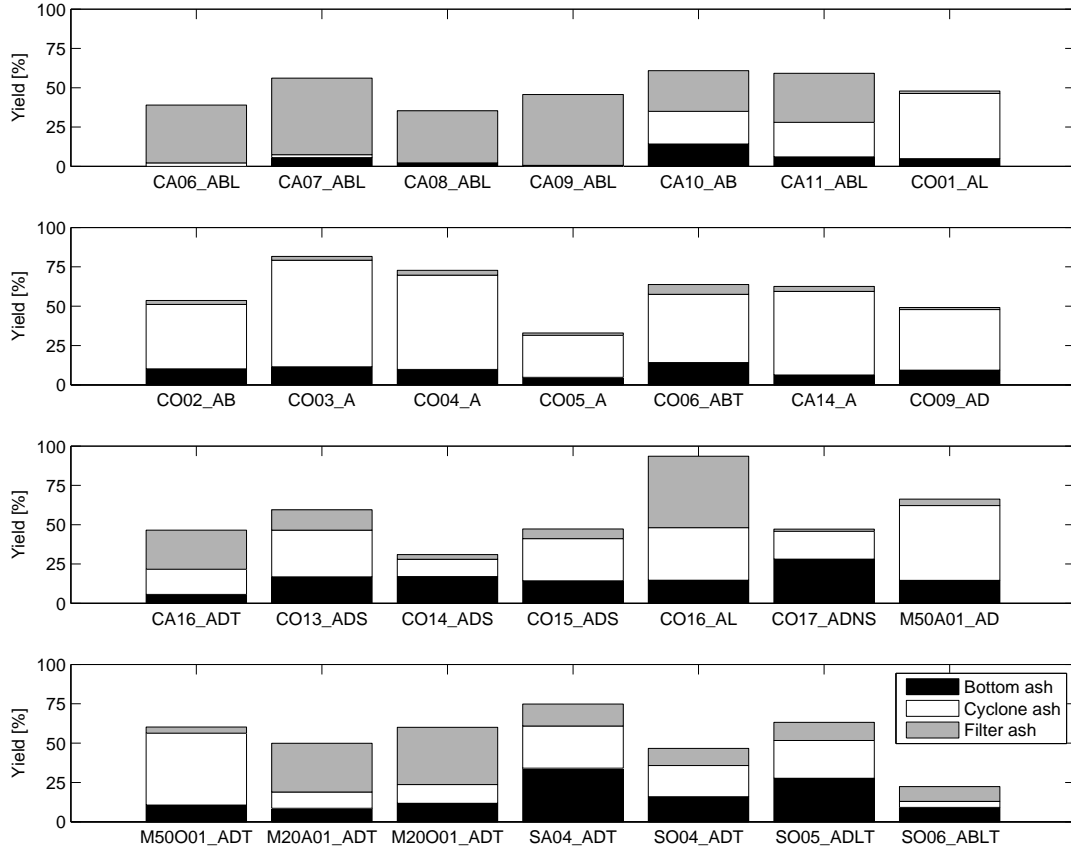 100
75
50
25
0
Yield [%]
CA06_ABL CA07_ABL CA08_ABL CA09_ABL CA10_AB CA11_ABL CO01_AL
100
75
50
25
0
Yield [%]
CO02_AB CO03_A CO04_A CO05_A CO06_ABT CA14_A CO09_AD
100
75
50
25
0
Yield [%]
CA16_ADT CO13_ADS CO14_ADS CO15_ADS CO16_AL CO17_ADNS M50A01_AD
100
75
50
25
0
Yield [%]
Bottom ash
Cyclone ash
Filter ash
M50O01_ADT M20A01_ADT M20O01_ADT SA04_ADT SO04_ADT SO05_ADLT SO06_ABLT